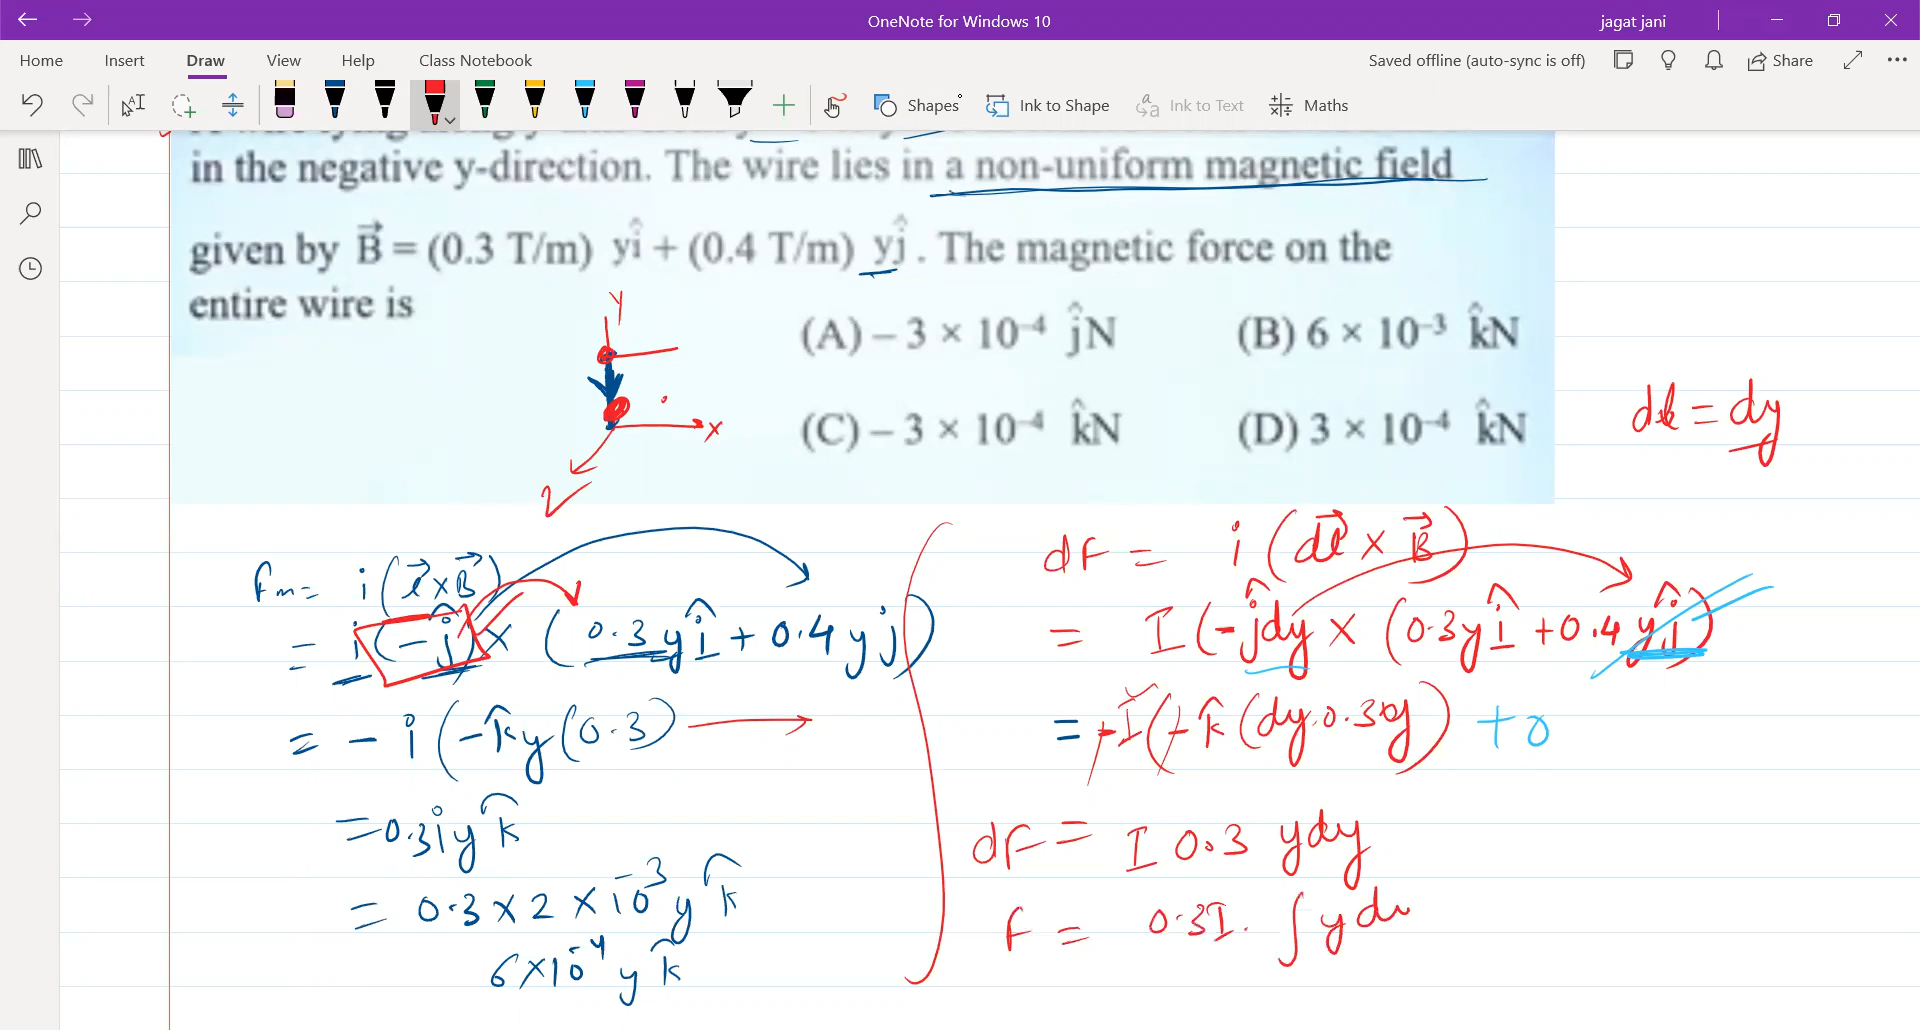 OneNote for Windows 10
jagat jani
Home Insert Draw View Help Class Notebook
Saved offline (auto-sync is off) Share
Shapes Ink to Shape Ink to Text Maths
in the negative y-direction. The wire lies in a non-uniform magnetic field
given by B⃗ = (0.3 T/m) yî + (0.4 T/m) yĵ . The magnetic force on the
entire wire is
(A) – 3 × 10⁻⁴ ĵN (B) 6 × 10⁻³ k̂N
(C) – 3 × 10⁻⁴ k̂N (D) 3 × 10⁻⁴ k̂N
y
x
z
dl = dy
Fm = i(l⃗ × B⃗)
= i(-ĵ) × (0.3yî + 0.4yj)
= - i(-k̂y(0.3)
= 0.3iyk̂
= 0.3 × 2 × 10⁻³ y k̂
6 × 10⁻⁴ y k̂
dF = i(dl⃗ × B⃗)
= I(-ĵdy × (0.3yî + 0.4yĵ)
= -I(-k̂(dy.0.3y) + 0
dF = I 0.3 ydy
F = 0.3I. ∫ y